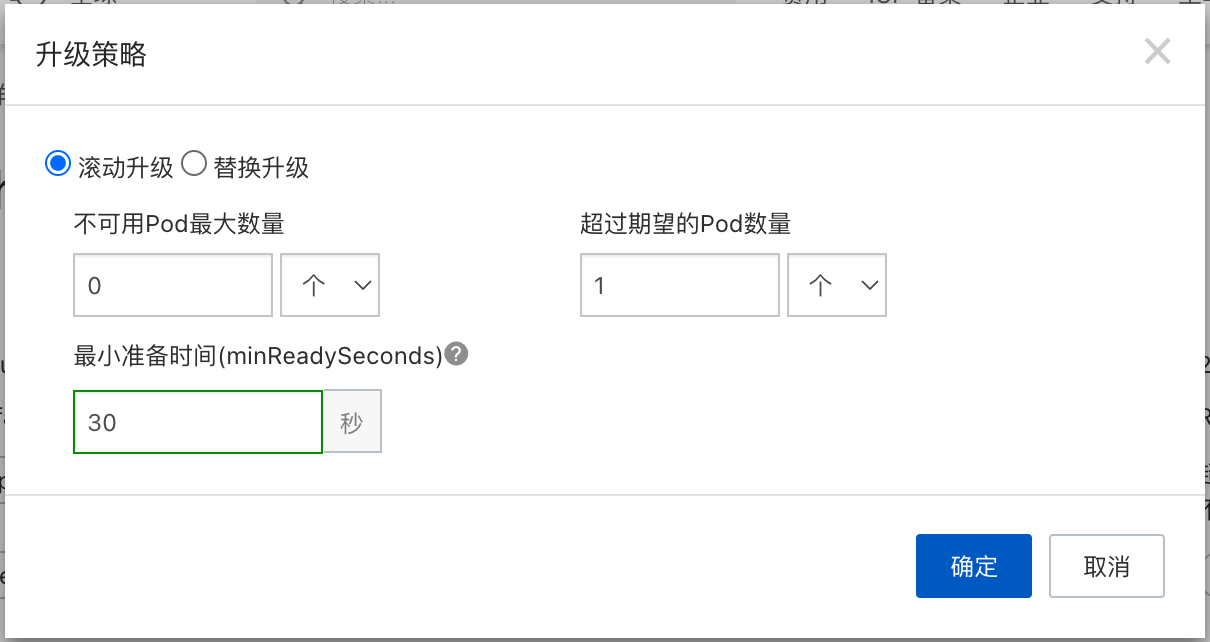 升级策略
滚动升级 替换升级
不可用Pod最大数量 超过期望的Pod数量
0 个 1 个
最小准备时间(minReadySeconds)?
30 秒
确定 取消